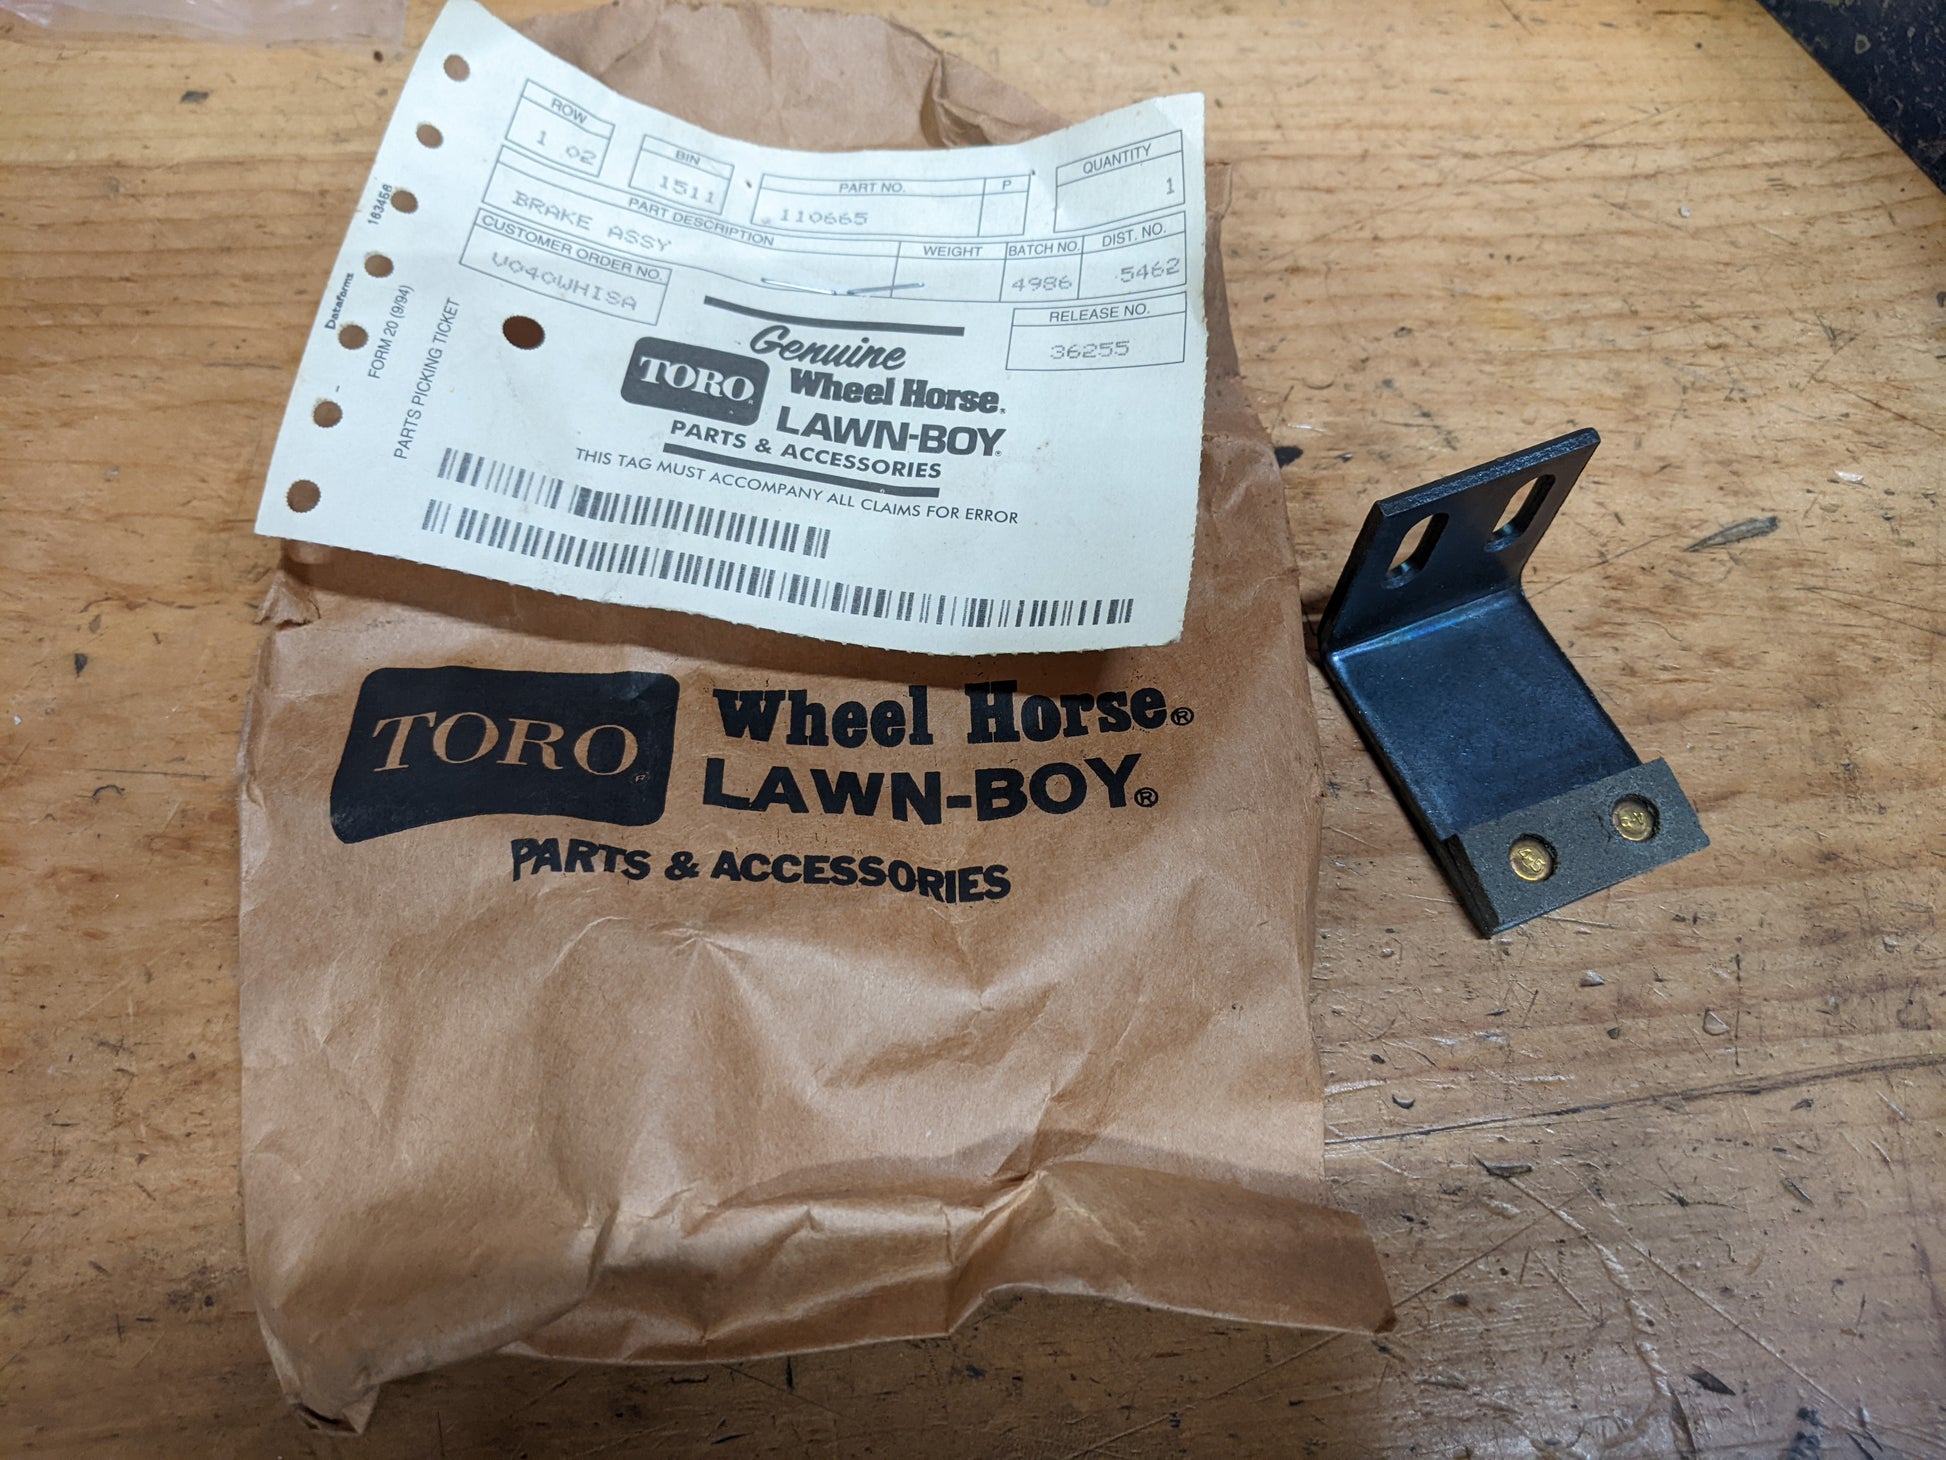 ROW
1 02
BIN
1511
PART NO. P
110665
QUANTITY
1
PART DESCRIPTION
BRAKE ASSY
WEIGHT
BATCH NO.
4986
DIST. NO.
5462
CUSTOMER ORDER NO.
V040WHISA
RELEASE NO.
36255
163456
Dataforms
FORM 20 (9/94)
PARTS PICKING TICKET
Genuine
TORO® Wheel Horse®
LAWN-BOY®
PARTS & ACCESSORIES
THIS TAG MUST ACCOMPANY ALL CLAIMS FOR ERROR
TORO® Wheel Horse®
LAWN-BOY®
PARTS & ACCESSORIES